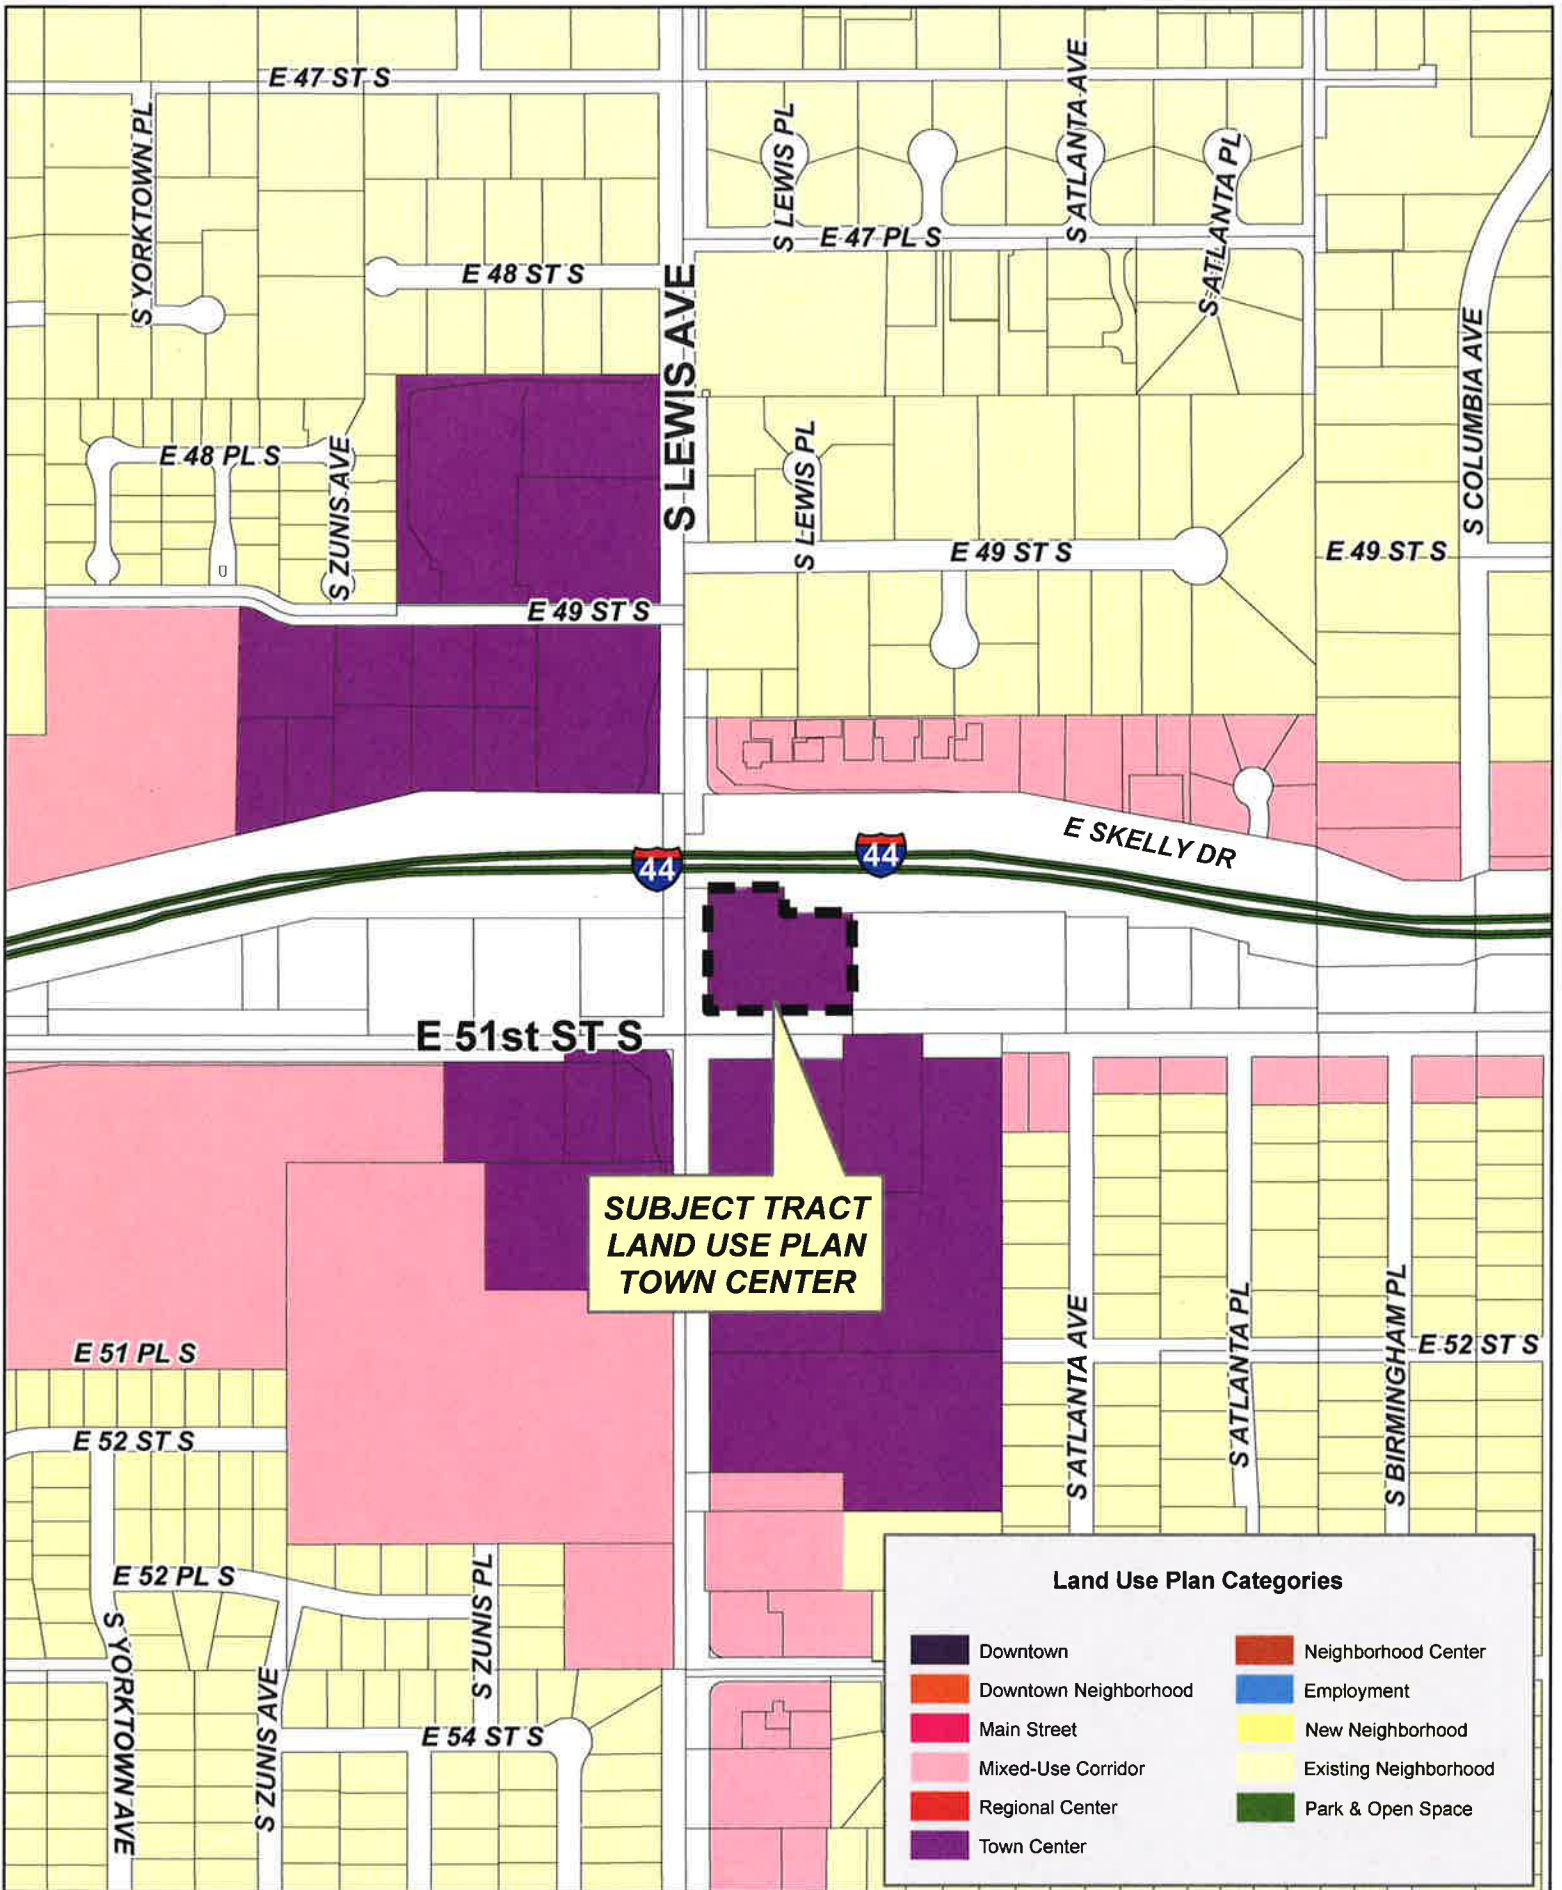 E 47 ST S
S YORKTOWN PL
S LEWIS PL
S ATLANTA AVE
S ATLANTA PL
E 47 PL S
E 48 ST S
S LEWIS AVE
S COLUMBIA AVE
E 48 PL S
S ZUNIS AVE
S LEWIS PL
E 49 ST S
E 49 ST S
U
E 49 ST S
E SKELLY DR
44
44
E 51st ST S
SUBJECT TRACT
LAND USE PLAN
TOWN CENTER
E 51 PL S
E 52 ST S
S ATLANTA AVE
S ATLANTA PL
S BIRMINGHAM PL
E 52 ST S
E 52 PL S
S YORKTOWN AVE
S ZUNIS AVE
S ZUNIS PL
E 54 ST S
Land Use Plan Categories
Downtown
Downtown Neighborhood
Main Street
Mixed-Use Corridor
Regional Center
Town Center
Neighborhood Center
Employment
New Neighborhood
Existing Neighborhood
Park & Open Space